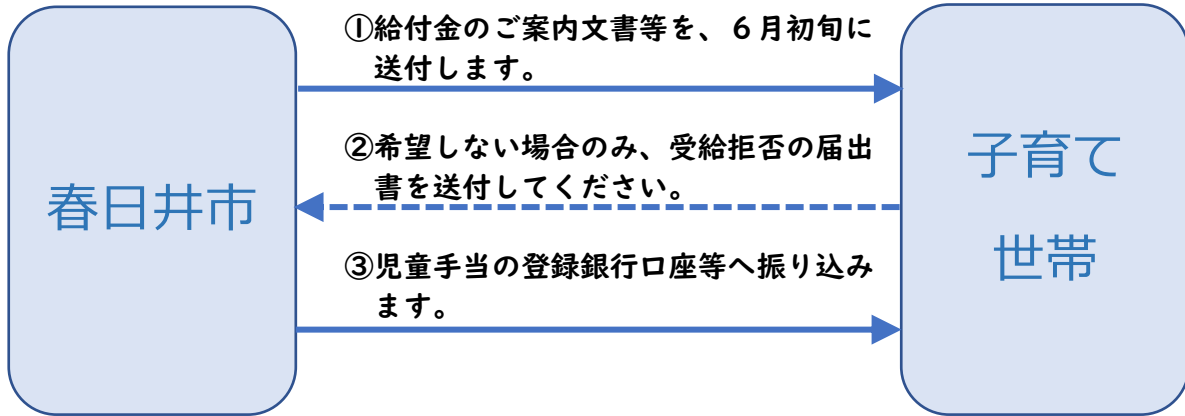 ①給付金のご案内文書等を、６月初旬に
送付します。
②希望しない場合のみ、受給拒否の届出
書を送付してください。
春日井市
子育て
世帯
③児童手当の登録銀行口座等へ振り込み
ます。